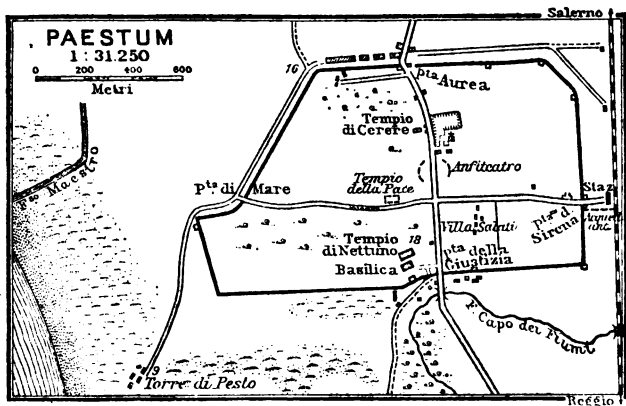 Salerno
PAESTUM
1 : 31.250
0 200 400 600
Metri
16
pta Aurea
Tempio
di Cerere
Anfiteatro
Pta di Mare
Tempio
della Pace
Staz
pta d.
Sirena
Villa Salati
18
Tempio
di Nettuno
Basilica
pta della
Giustizia
Maestro
F. Capo dei Fiumi
9
Torre di Pesto
Reggio